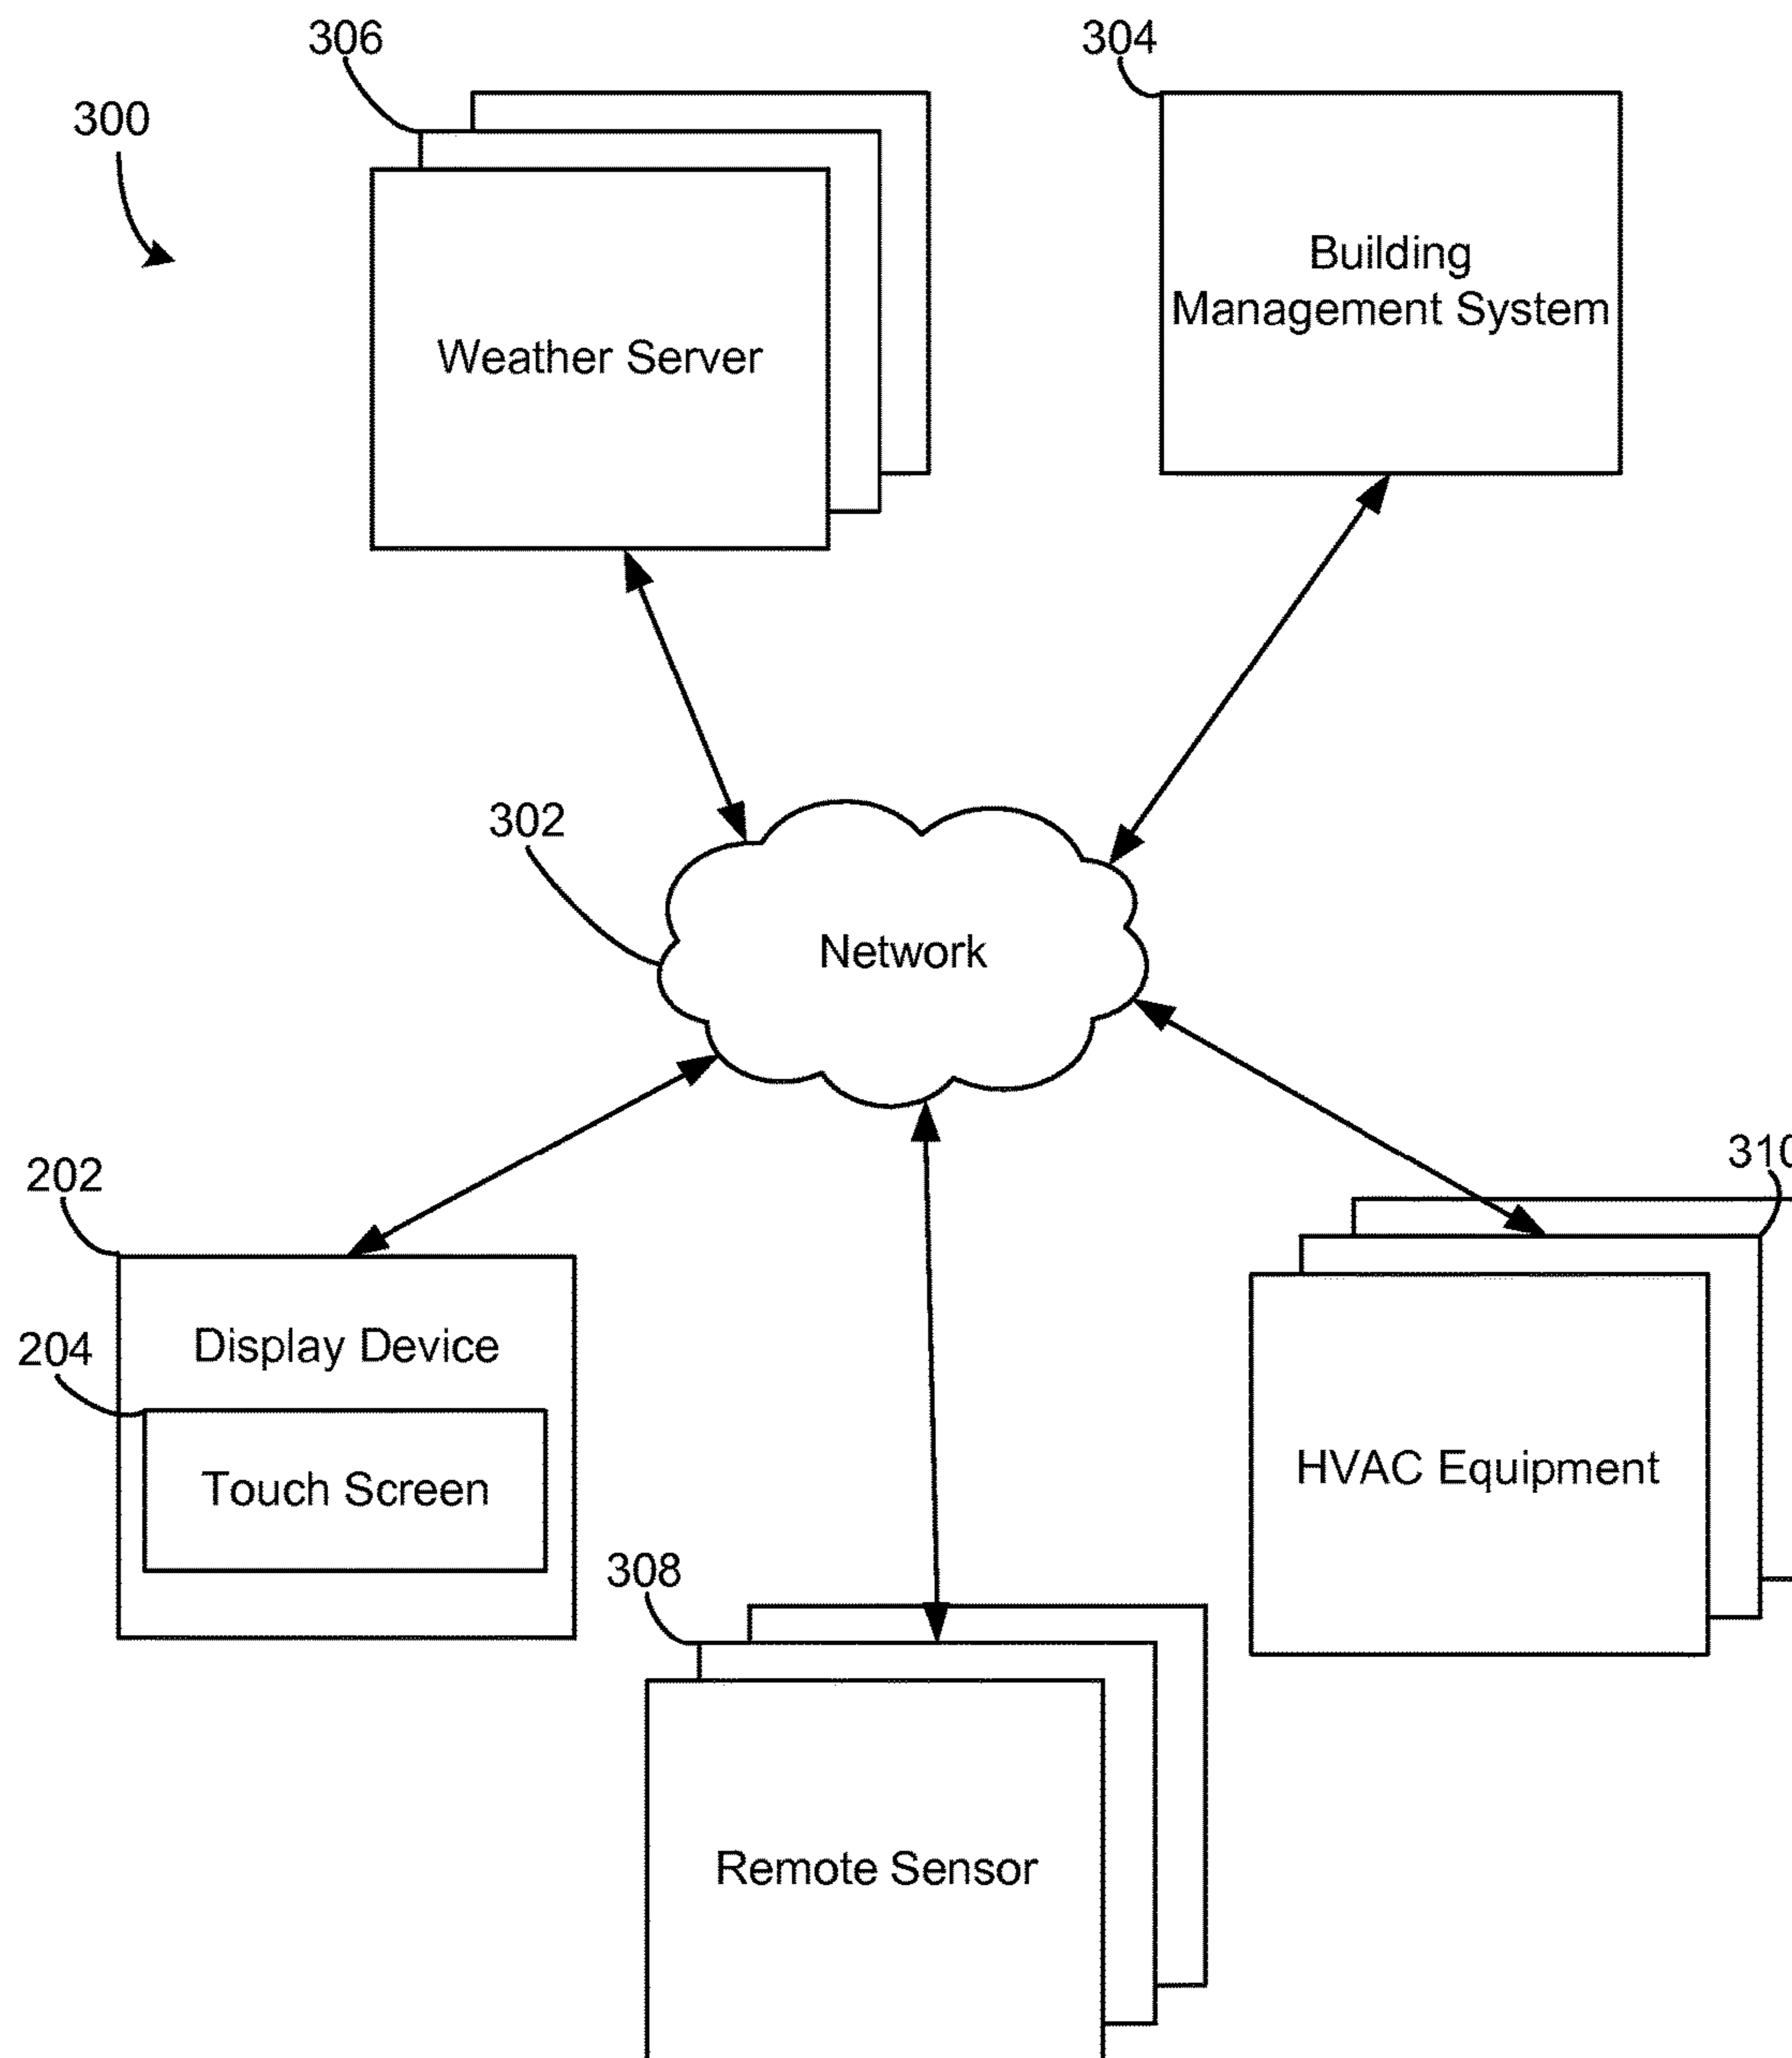 306
304
300
Building
Management System
Weather Server
302
Network
310
202
Display Device
204
HVAC Equipment
Touch Screen
308
Remote Sensor